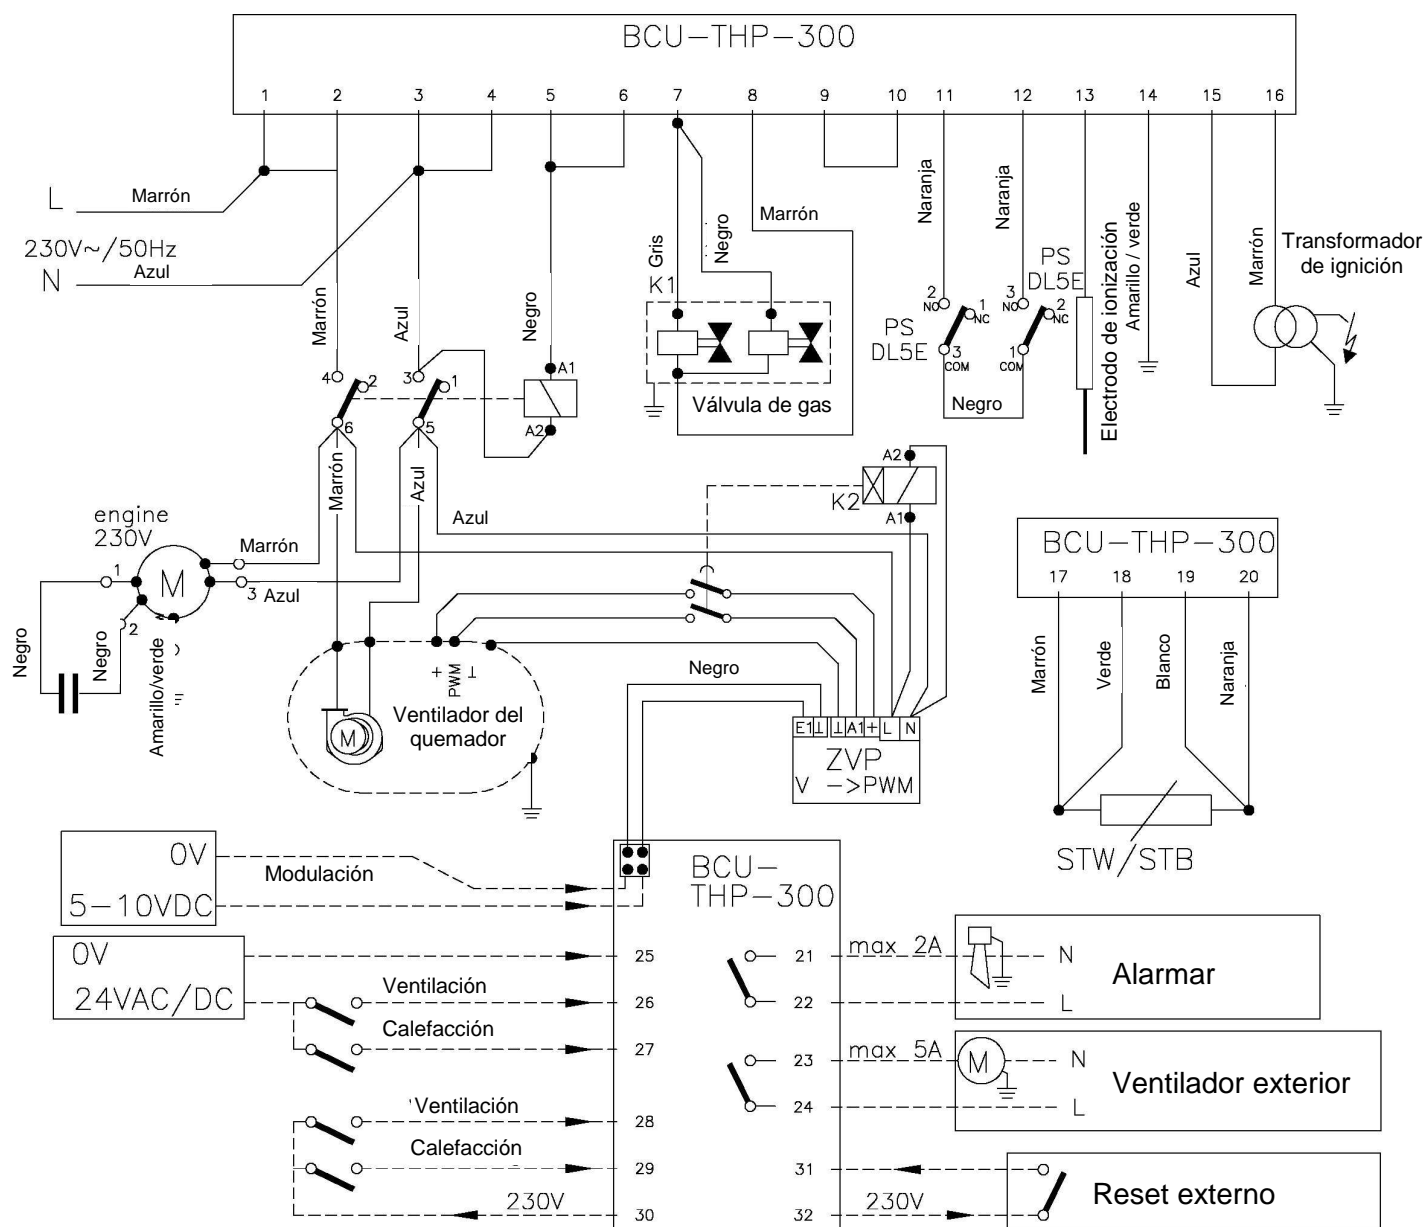 BCU-THP-300
1 2 3 4 5 6 7 8 9 10 11 12 13 14 15 16
L Marrón
230V~/50Hz
N Azul
Marrón
Azul
Negro
Gris
Negro
Marrón
K1
Válvula de gas
Naranja
Naranja
PS
DL5E
2 NO 1 NC
3 COM
PS
DL5E
3 NO 2 NC
1 COM
Negro
Electrodo de ionización
Amarillo / verde
Azul
Marrón
Transformador
de ignición
4 2 3 1 A1
6 5 A2
Marrón
Azul
Azul
A2
K2
A1
engine
230V
Marrón
1 M
3 Azul
2
Negro
Negro
Amarillo/verde
+ PWM ⊥
Ventilador del
quemador
M
Negro
E1 ⊥ ⊥ A1 + L N
ZVP
V ->PWM
BCU-THP-300
17 18 19 20
Marrón
Verde
Blanco
Naranja
STW/STB
0V
Modulación
5-10VDC
BCU-
THP-300
0V
24VAC/DC
25
Ventilación
26
Calefacción
27
Ventilación
28
Calefacción
29
230V
30
21 max 2A N
Alarmar
22 L
23 max 5A M N
Ventilador exterior
24 L
31
Reset externo
32 230V